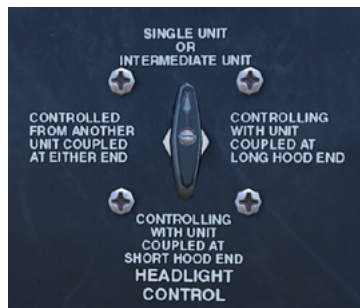 SINGLE UNIT
OR
INTERMEDIATE UNIT
CONTROLLED
FROM ANOTHER
UNIT COUPLED
AT EITHER END
CONTROLLING
WITH UNIT
COUPLED AT
LONG HOOD END
CONTROLLING
WITH UNIT
COUPLED AT
SHORT HOOD END
HEADLIGHT
CONTROL